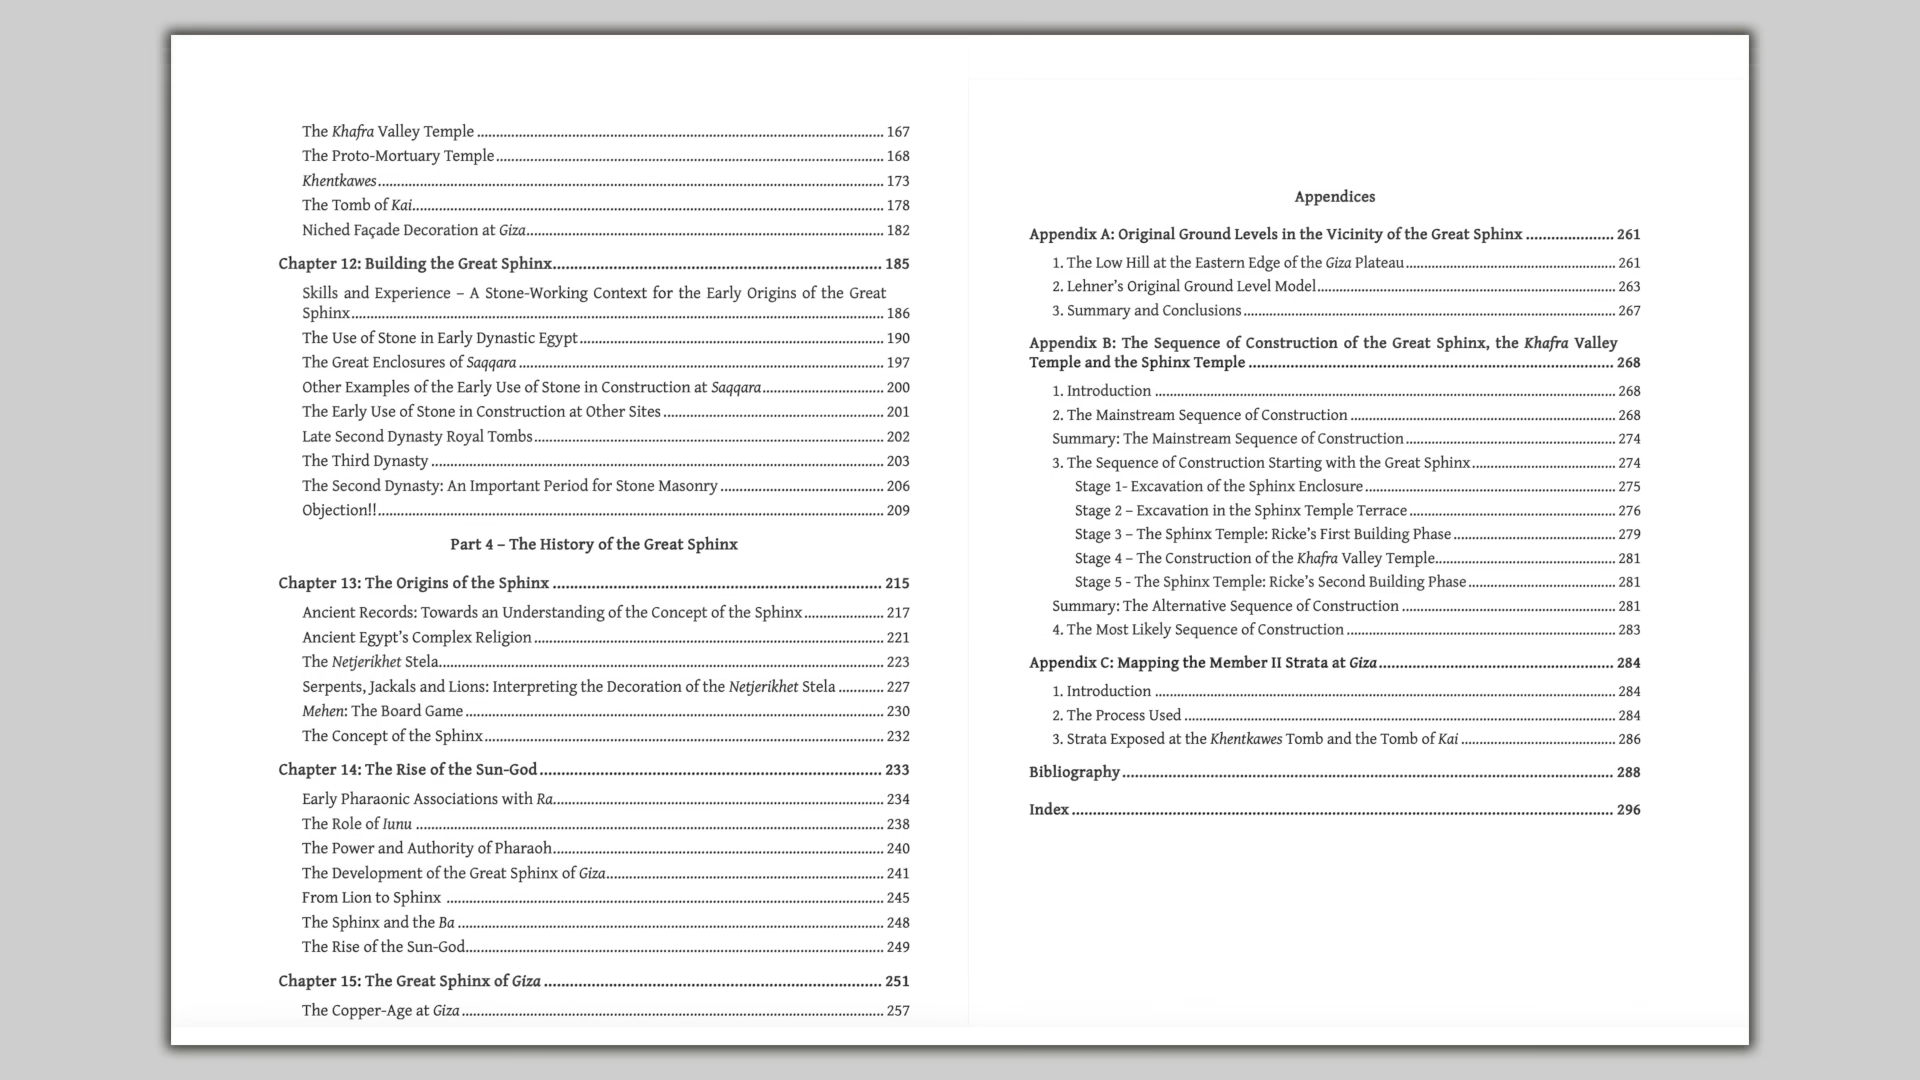 The Khafra Valley Temple ........ 167
The Proto-Mortuary Temple ........ 168
Khentkawes ........ 173
The Tomb of Kai ........ 178
Niched Façade Decoration at Giza ........ 182
Chapter 12: Building the Great Sphinx ........ 185
Skills and Experience – A Stone-Working Context for the Early Origins of the Great
Sphinx ........ 186
The Use of Stone in Early Dynastic Egypt ........ 190
The Great Enclosures of Saqqara ........ 197
Other Examples of the Early Use of Stone in Construction at Saqqara ........ 200
The Early Use of Stone in Construction at Other Sites ........ 201
Late Second Dynasty Royal Tombs ........ 202
The Third Dynasty ........ 203
The Second Dynasty: An Important Period for Stone Masonry ........ 206
Objection!! ........ 209
Part 4 – The History of the Great Sphinx
Chapter 13: The Origins of the Sphinx ........ 215
Ancient Records: Towards an Understanding of the Concept of the Sphinx ........ 217
Ancient Egypt’s Complex Religion ........ 221
The Netjerikhet Stela ........ 223
Serpents, Jackals and Lions: Interpreting the Decoration of the Netjerikhet Stela ........ 227
Mehen: The Board Game ........ 230
The Concept of the Sphinx ........ 232
Chapter 14: The Rise of the Sun-God ........ 233
Early Pharaonic Associations with Ra ........ 234
The Role of Iunu ........ 238
The Power and Authority of Pharaoh ........ 240
The Development of the Great Sphinx of Giza ........ 241
From Lion to Sphinx ........ 245
The Sphinx and the Ba ........ 248
The Rise of the Sun-God ........ 249
Chapter 15: The Great Sphinx of Giza ........ 251
The Copper-Age at Giza ........ 257
Appendices
Appendix A: Original Ground Levels in the Vicinity of the Great Sphinx ........ 261
1. The Low Hill at the Eastern Edge of the Giza Plateau ........ 261
2. Lehner’s Original Ground Level Model ........ 263
3. Summary and Conclusions ........ 267
Appendix B: The Sequence of Construction of the Great Sphinx, the Khafra Valley
Temple and the Sphinx Temple ........ 268
1. Introduction ........ 268
2. The Mainstream Sequence of Construction ........ 268
Summary: The Mainstream Sequence of Construction ........ 274
3. The Sequence of Construction Starting with the Great Sphinx ........ 274
Stage 1- Excavation of the Sphinx Enclosure ........ 275
Stage 2 – Excavation in the Sphinx Temple Terrace ........ 276
Stage 3 – The Sphinx Temple: Ricke’s First Building Phase ........ 279
Stage 4 – The Construction of the Khafra Valley Temple ........ 281
Stage 5 - The Sphinx Temple: Ricke’s Second Building Phase ........ 281
Summary: The Alternative Sequence of Construction ........ 281
4. The Most Likely Sequence of Construction ........ 283
Appendix C: Mapping the Member II Strata at Giza ........ 284
1. Introduction ........ 284
2. The Process Used ........ 284
3. Strata Exposed at the Khentkawes Tomb and the Tomb of Kai ........ 286
Bibliography ........ 288
Index ........ 296